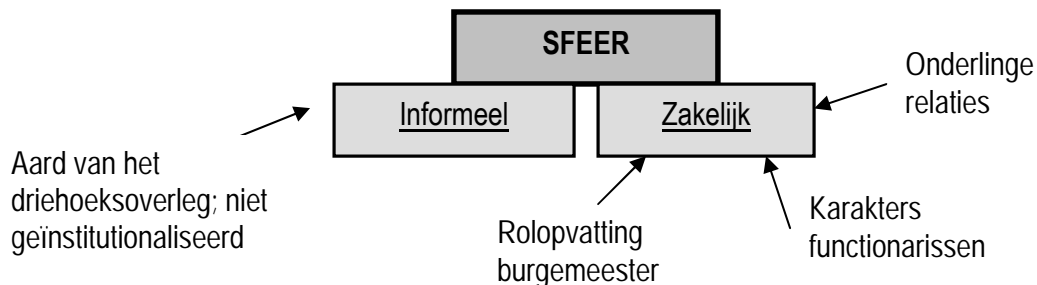 SFEER
Informeel
Zakelijk
Onderlinge
relaties
Aard van het
driehoeksoverleg; niet
geïnstitutionaliseerd
Rolopvatting
burgemeester
Karakters
functionarissen